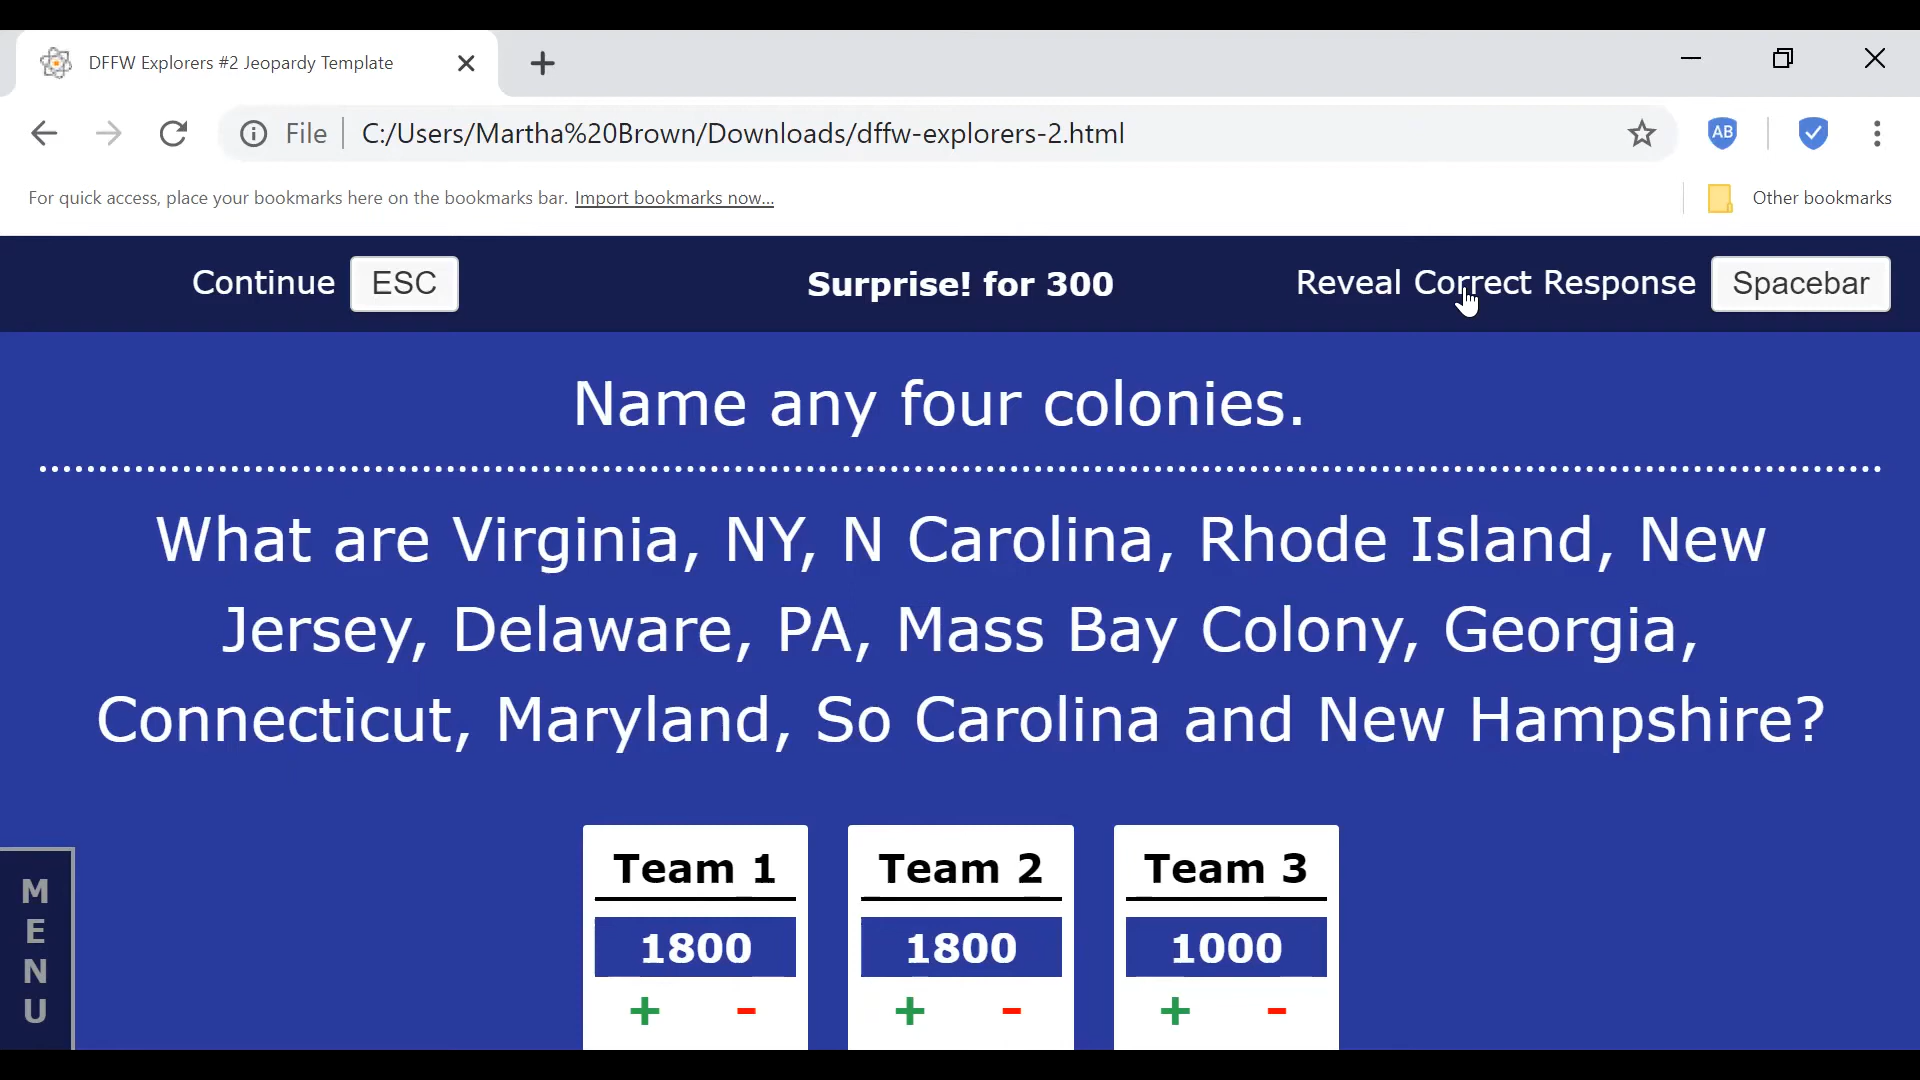 DFFW Explorers #2 Jeopardy Template
File
C:/Users/Martha%20Brown/Downloads/dffw-explorers-2.html
AB
For quick access, place your bookmarks here on the bookmarks bar. Import bookmarks now...
Other bookmarks
Continue ESC
Surprise! for 300
Reveal Correct Response Spacebar
Name any four colonies.
What are Virginia, NY, N Carolina, Rhode Island, New
Jersey, Delaware, PA, Mass Bay Colony, Georgia,
Connecticut, Maryland, So Carolina and New Hampshire?
MENU
Team 1
1800
+ -
Team 2
1800
+ -
Team 3
1000
+ -